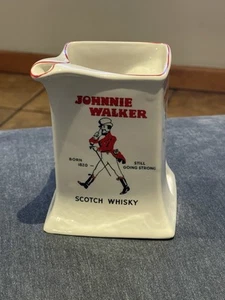 JOHNNIE
WALKER
BORN
1820 —
STILL
GOING STRONG
SCOTCH WHISKY